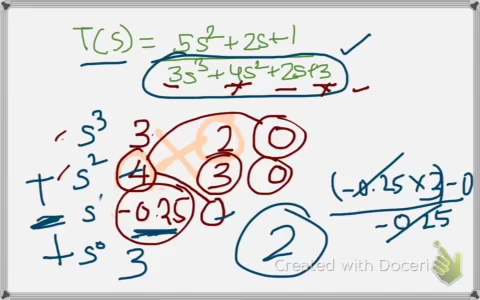 T(s) = 5s²+2s+1
3s³+4s²+2s+3
s³ 3 2 0
+ s² 4 3 0
- s¹ -0.25 0
+ s⁰ 3
2
(-0.25 × 3) - 0
-0.25
Created with Doceri